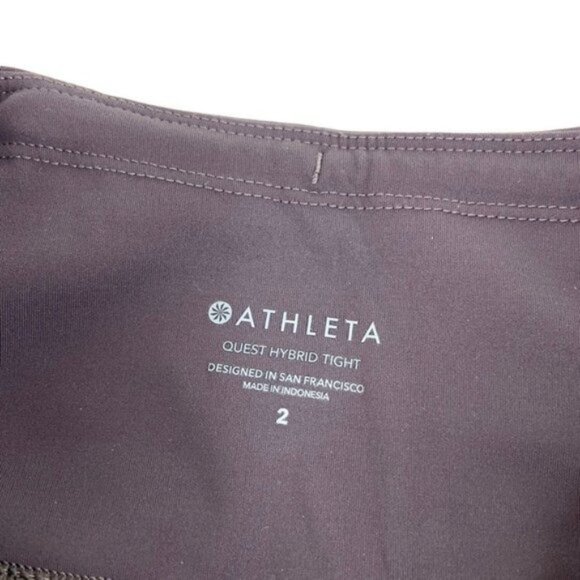 ATHLETA
QUEST HYBRID TIGHT
DESIGNED IN SAN FRANCISCO
MADE IN INDONESIA
2